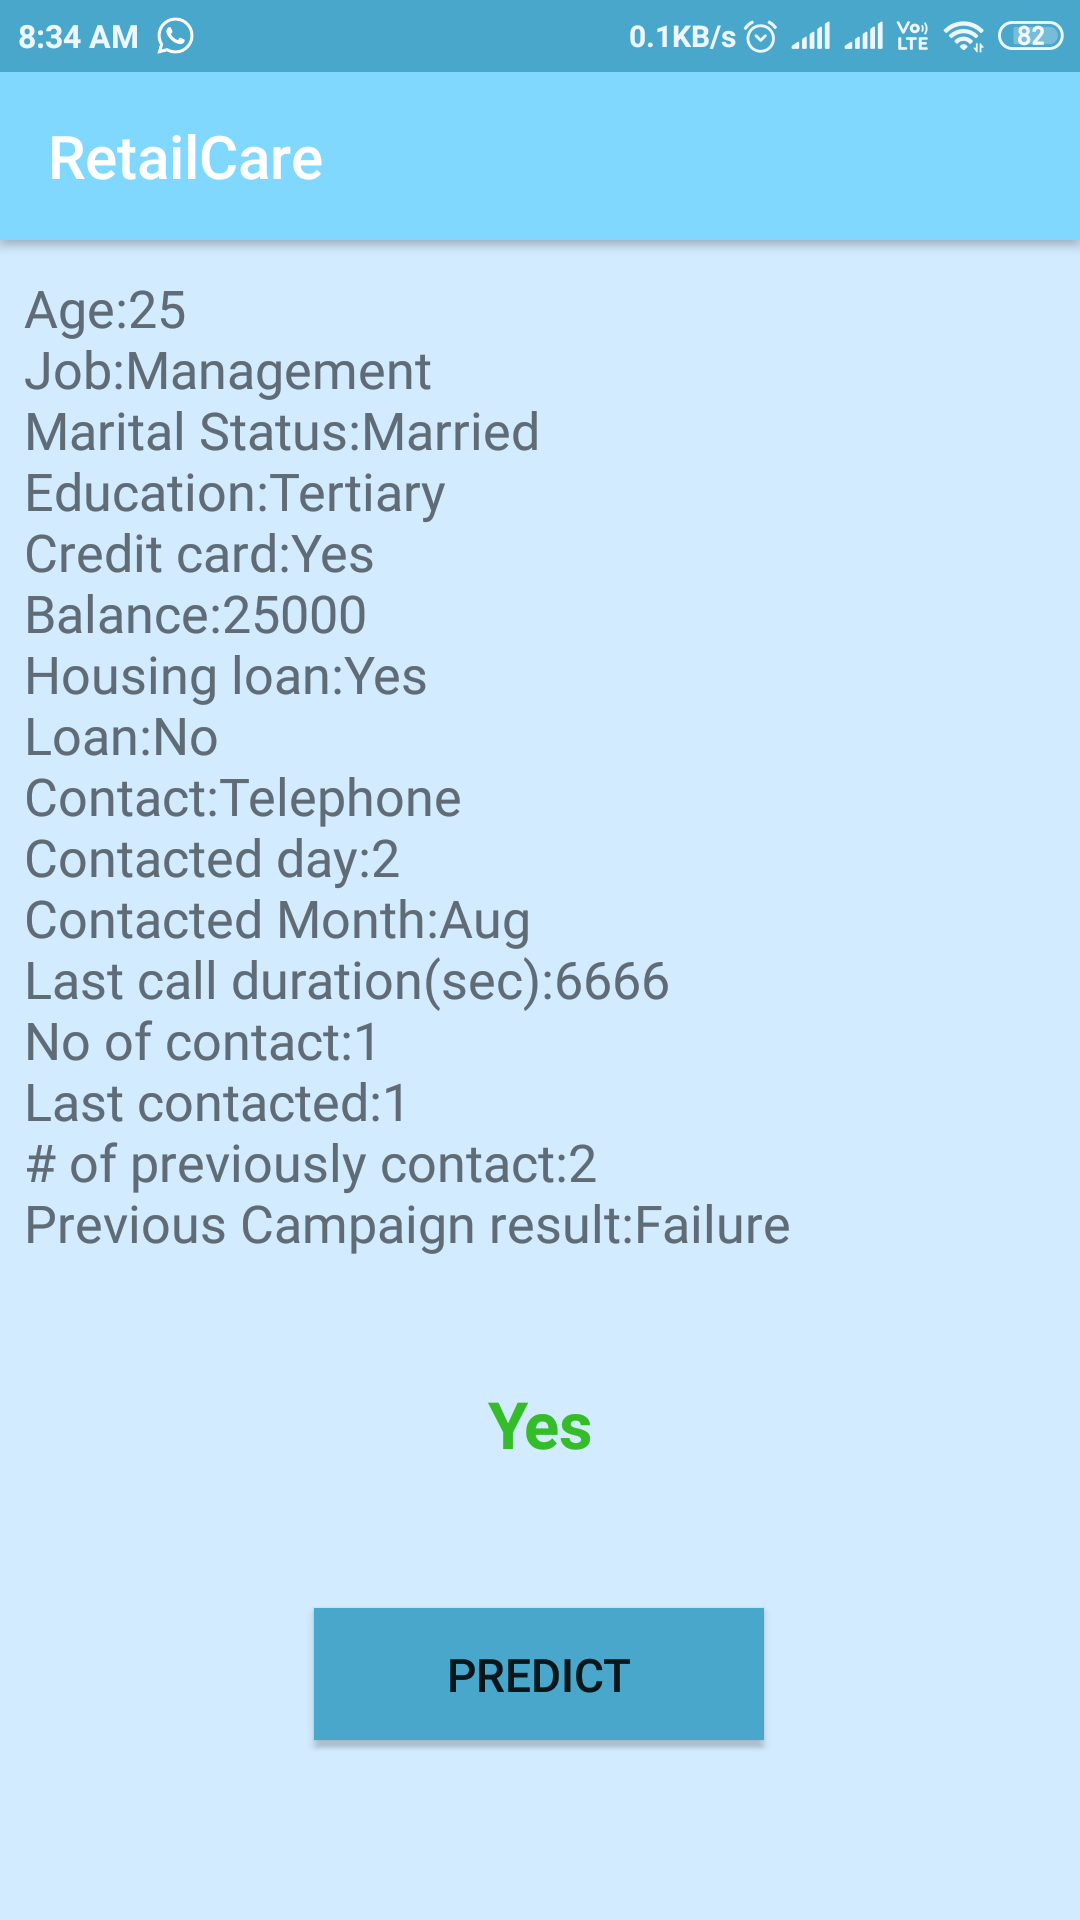 8:34 AM 0.1KB/s VoLTE 82
RetailCare
Age:25
Job:Management
Marital Status:Married
Education:Tertiary
Credit card:Yes
Balance:25000
Housing loan:Yes
Loan:No
Contact:Telephone
Contacted day:2
Contacted Month:Aug
Last call duration(sec):6666
No of contact:1
Last contacted:1
# of previously contact:2
Previous Campaign result:Failure
Yes
PREDICT